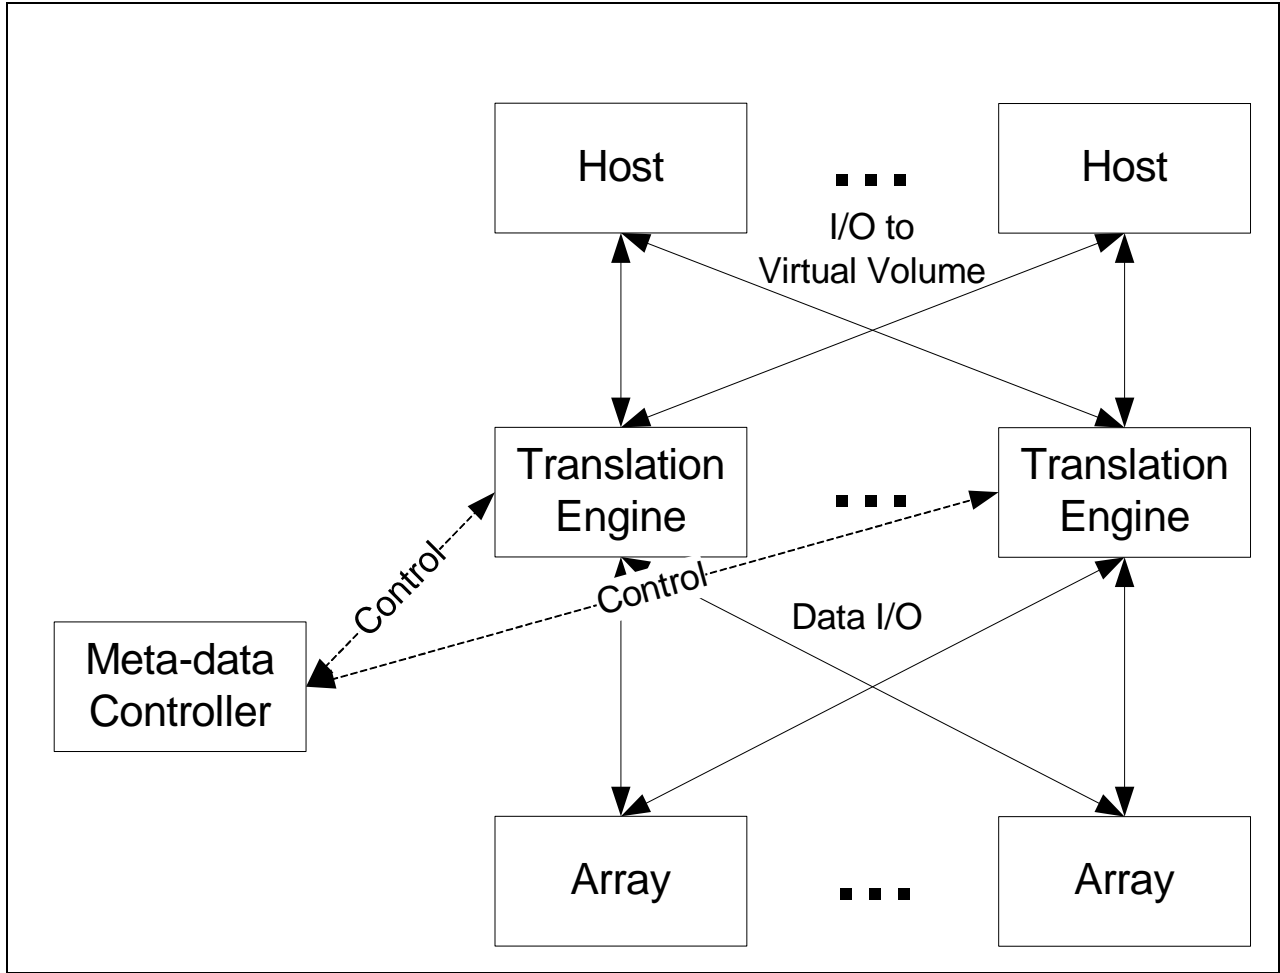 Host
Host
I/O to
Virtual Volume
Translation
Engine
Translation
Engine
Control
Control
Data I/O
Meta-data
Controller
Array
Array